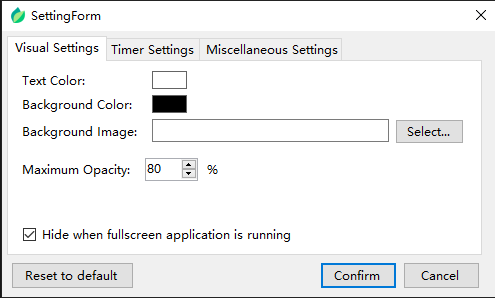 SettingForm
Visual Settings Timer Settings Miscellaneous Settings
Text Color:
Background Color:
Background Image: Select...
Maximum Opacity: 80 %
Hide when fullscreen application is running
Reset to default Confirm Cancel